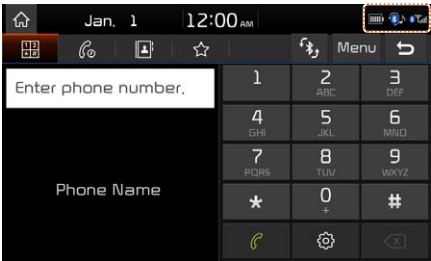 Jan. 1 12:00 AM
Menu
Enter phone number.
Phone Name
1 2 ABC 3 DEF
4 GHI 5 JKL 6 MNO
7 PQRS 8 TUV 9 WXYZ
* 0 + #